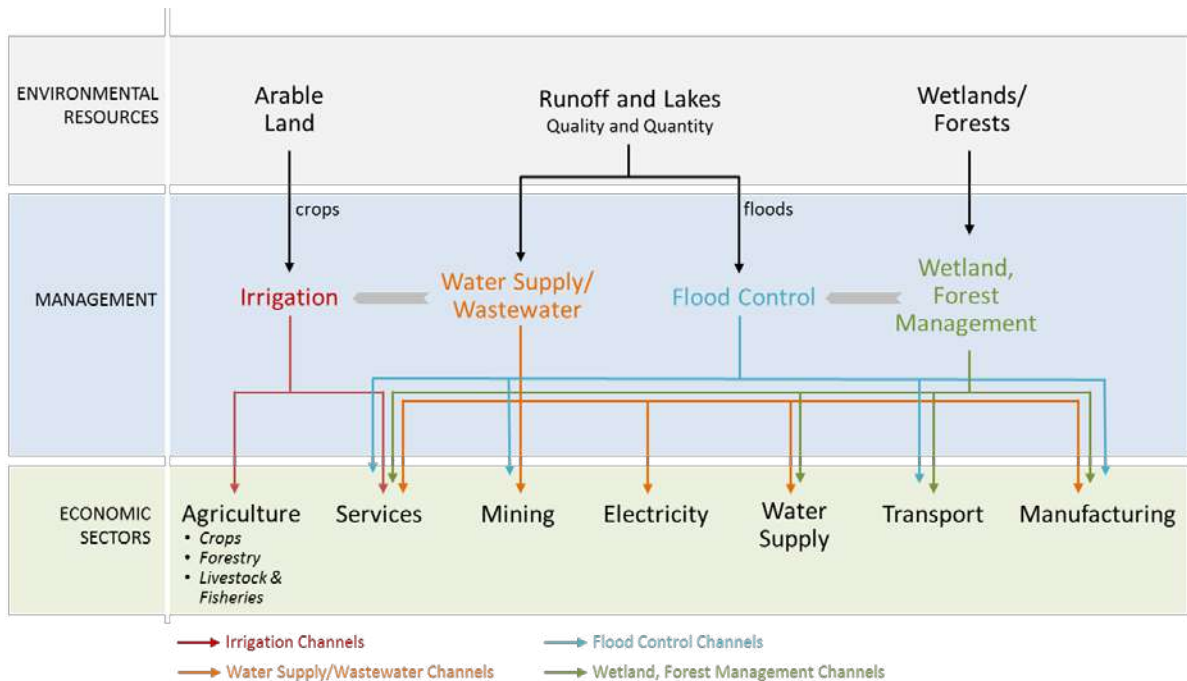 ENVIRONMENTAL
RESOURCES
Arable
Land
Runoff and Lakes
Quality and Quantity
Wetlands/
Forests
crops
floods
MANAGEMENT
Irrigation
Water Supply/
Wastewater
Flood Control
Wetland,
Forest
Management
ECONOMIC
SECTORS
Agriculture
• Crops
• Forestry
• Livestock &
Fisheries
Services
Mining
Electricity
Water
Supply
Transport
Manufacturing
Irrigation Channels
Flood Control Channels
Water Supply/Wastewater Channels
Wetland, Forest Management Channels